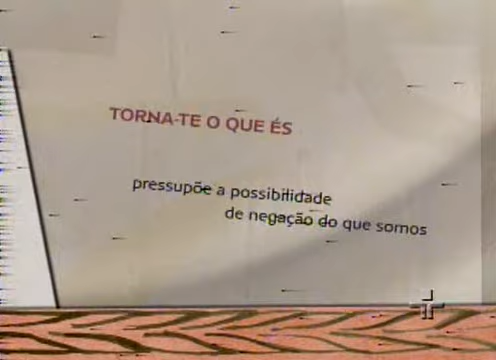 TORNA-TE O QUE ÉS
pressupõe a possibilidade
de negação do que somos